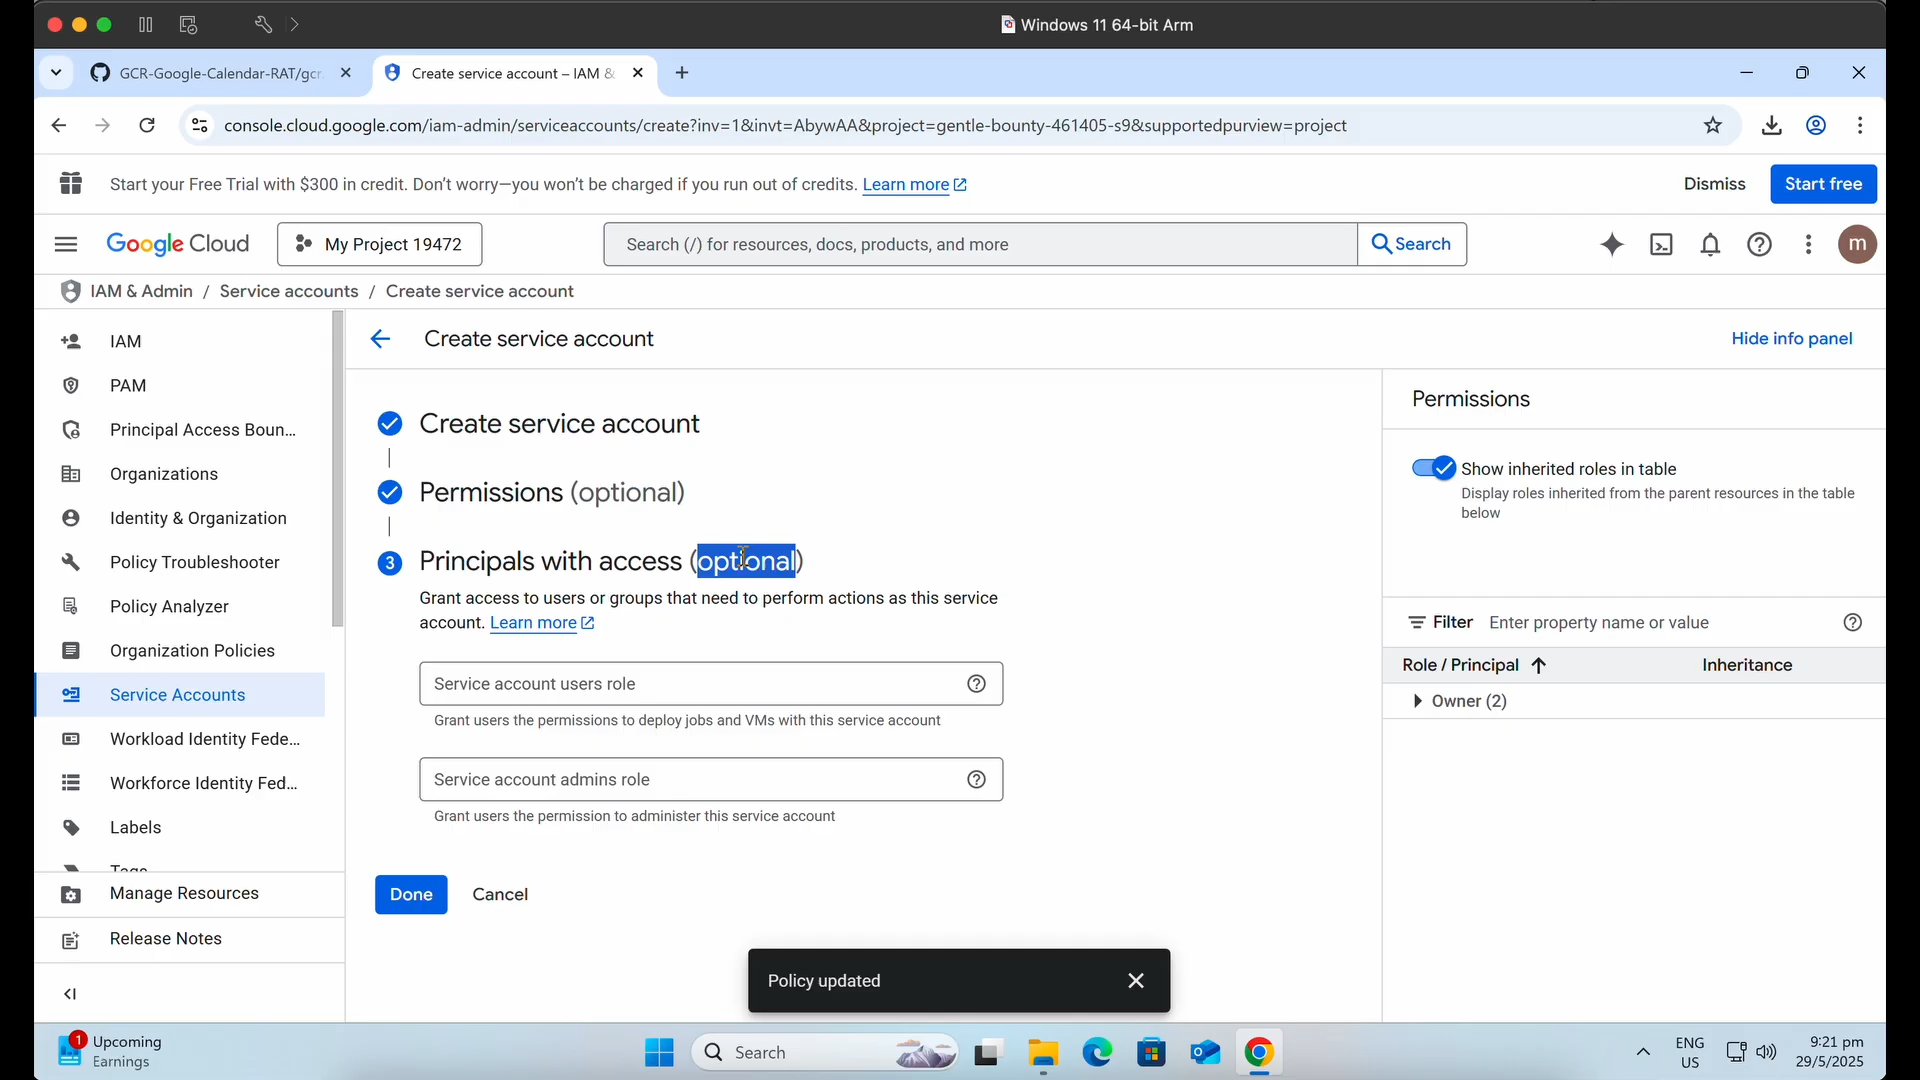 Windows 11 64-bit Arm
GCR-Google-Calendar-RAT/gcr
Create service account – IAM &
console.cloud.google.com/iam-admin/serviceaccounts/create?inv=1&invt=AbywAA&project=gentle-bounty-461405-s9&supportedpurview=project
Start your Free Trial with $300 in credit. Don't worry—you won't be charged if you run out of credits. Learn more
Dismiss
Start free
Google Cloud
My Project 19472
Search (/) for resources, docs, products, and more
Search
m
IAM & Admin / Service accounts / Create service account
IAM
PAM
Principal Access Boun...
Organizations
Identity & Organization
Policy Troubleshooter
Policy Analyzer
Organization Policies
Service Accounts
Workload Identity Fede...
Workforce Identity Fed...
Labels
Tags
Manage Resources
Release Notes
Create service account
Hide info panel
Create service account
Permissions (optional)
3 Principals with access (optional)
Grant access to users or groups that need to perform actions as this service
account. Learn more
Service account users role
Grant users the permissions to deploy jobs and VMs with this service account
Service account admins role
Grant users the permission to administer this service account
Done
Cancel
Permissions
Show inherited roles in table
Display roles inherited from the parent resources in the table
below
Filter Enter property name or value
Role / Principal
Inheritance
Owner (2)
Policy updated
1
Upcoming
Earnings
Search
ENG
US
9:21 pm
29/5/2025